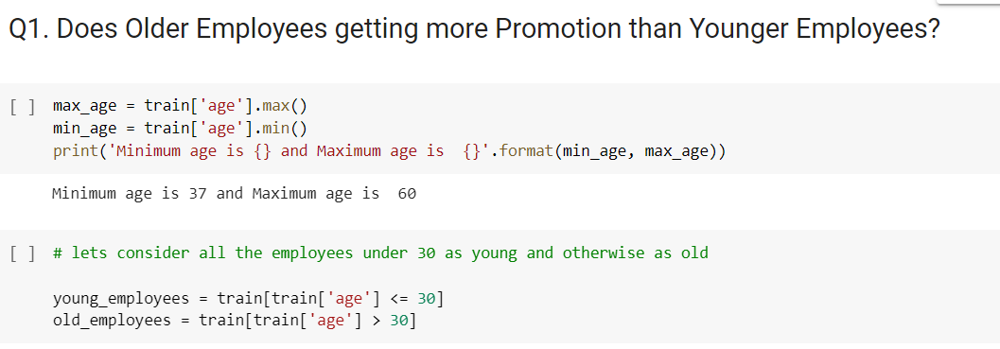 Q1. Does Older Employees getting more Promotion than Younger Employees?
[ ] max_age = train['age'].max()
min_age = train['age'].min()
print('Minimum age is {} and Maximum age is  {}'.format(min_age, max_age))
Minimum age is 37 and Maximum age is  60
[ ] # lets consider all the employees under 30 as young and otherwise as old
young_employees = train[train['age'] <= 30]
old_employees = train[train['age'] > 30]